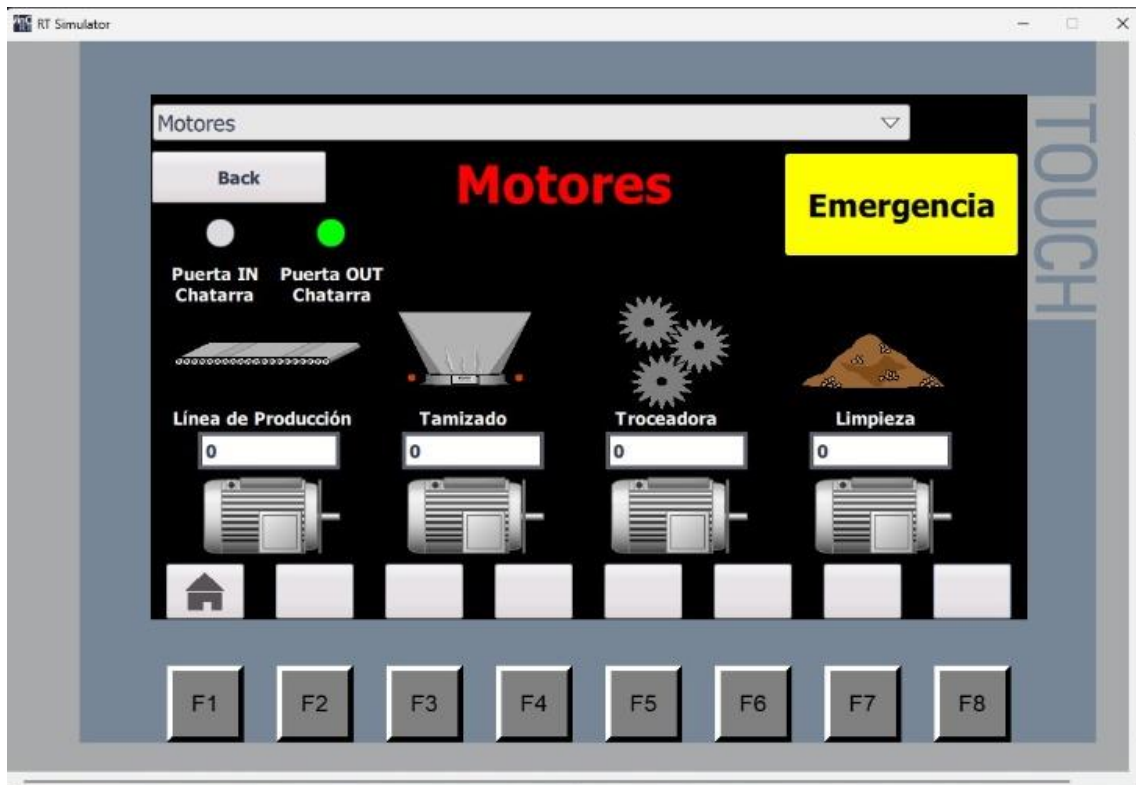 RT Simulator
Motores
Back
Motores
Emergencia
TOUCH
Puerta IN
Chatarra
Puerta OUT
Chatarra
Línea de Producción
Tamizado
Troceadora
Limpieza
0
0
0
0
F1
F2
F3
F4
F5
F6
F7
F8